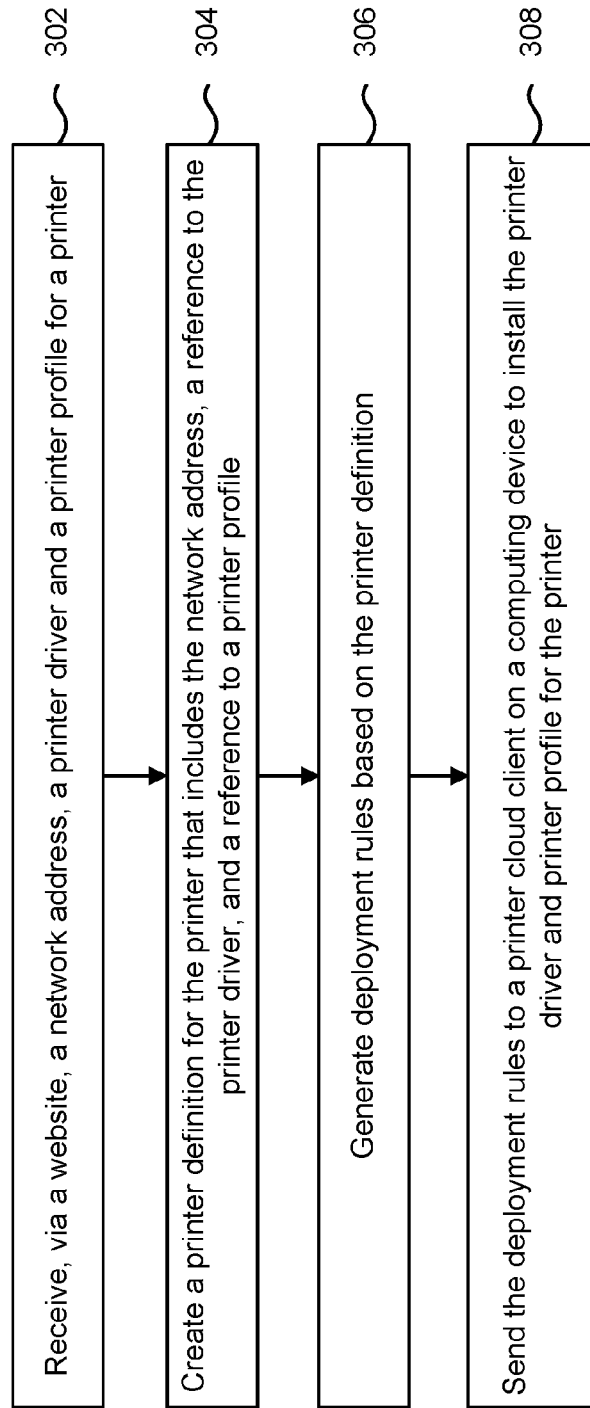 Receive, via a website, a network address, a printer driver and a printer profile for a printer
302
Create a printer definition for the printer that includes the network address, a reference to the
printer driver, and a reference to a printer profile
304
Generate deployment rules based on the printer definition
306
Send the deployment rules to a printer cloud client on a computing device to install the printer
driver and printer profile for the printer
308